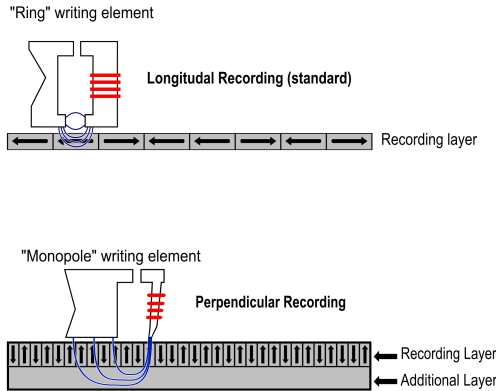 "Ring" writing element
Longitudal Recording (standard)
Recording layer
"Monopole" writing element
Perpendicular Recording
Recording Layer
Additional Layer